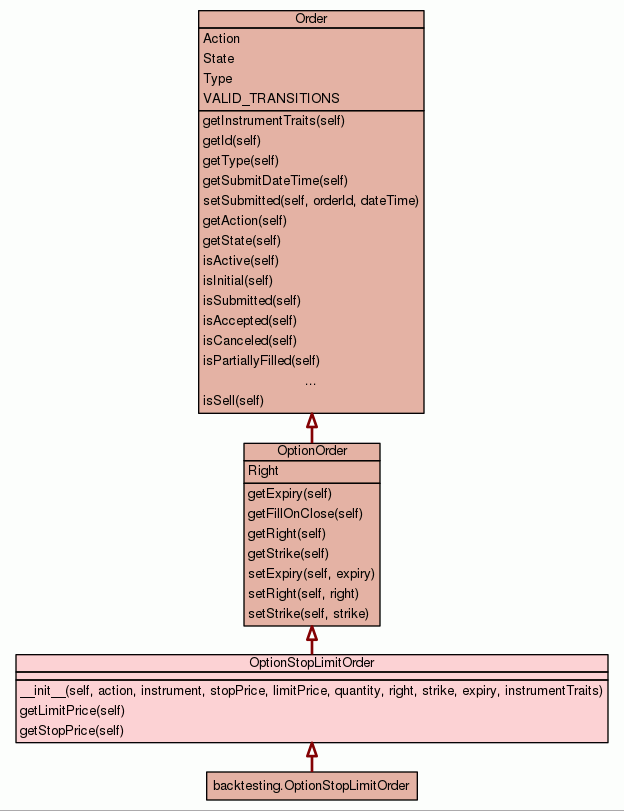 Order
Action
State
Type
VALID_TRANSITIONS
getInstrumentTraits(self)
getId(self)
getType(self)
getSubmitDateTime(self)
setSubmitted(self, orderId, dateTime)
getAction(self)
getState(self)
isActive(self)
isInitial(self)
isSubmitted(self)
isAccepted(self)
isCanceled(self)
isPartiallyFilled(self)
...
isSell(self)
OptionOrder
Right
getExpiry(self)
getFillOnClose(self)
getRight(self)
getStrike(self)
setExpiry(self, expiry)
setRight(self, right)
setStrike(self, strike)
OptionStopLimitOrder
__init__(self, action, instrument, stopPrice, limitPrice, quantity, right, strike, expiry, instrumentTraits)
getLimitPrice(self)
getStopPrice(self)
backtesting.OptionStopLimitOrder